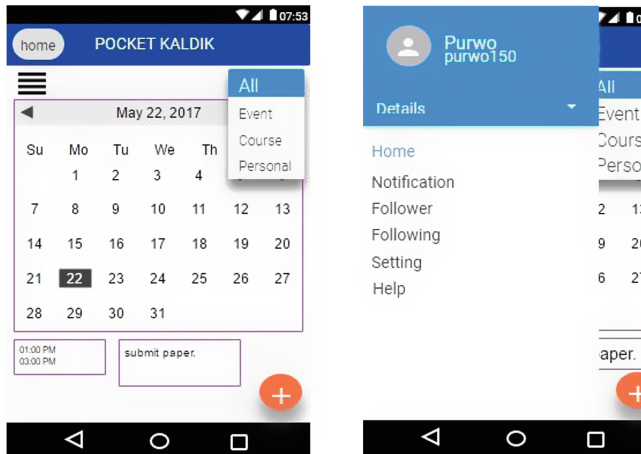 07:53
home POCKET KALDIK
All
Event
Course
Personal
May 22, 2017
Su Mo Tu We Th
1 2 3 4
7 8 9 10 11 12 13
14 15 16 17 18 19 20
21 22 23 24 25 26 27
28 29 30 31
01:00 PM
03:00 PM
submit paper.
+
Purwo
purwo150
Details
Home
Notification
Follower
Following
Setting
Help
All
Event
Cours
Perso
2 1
9 2
6 2
aper.
+